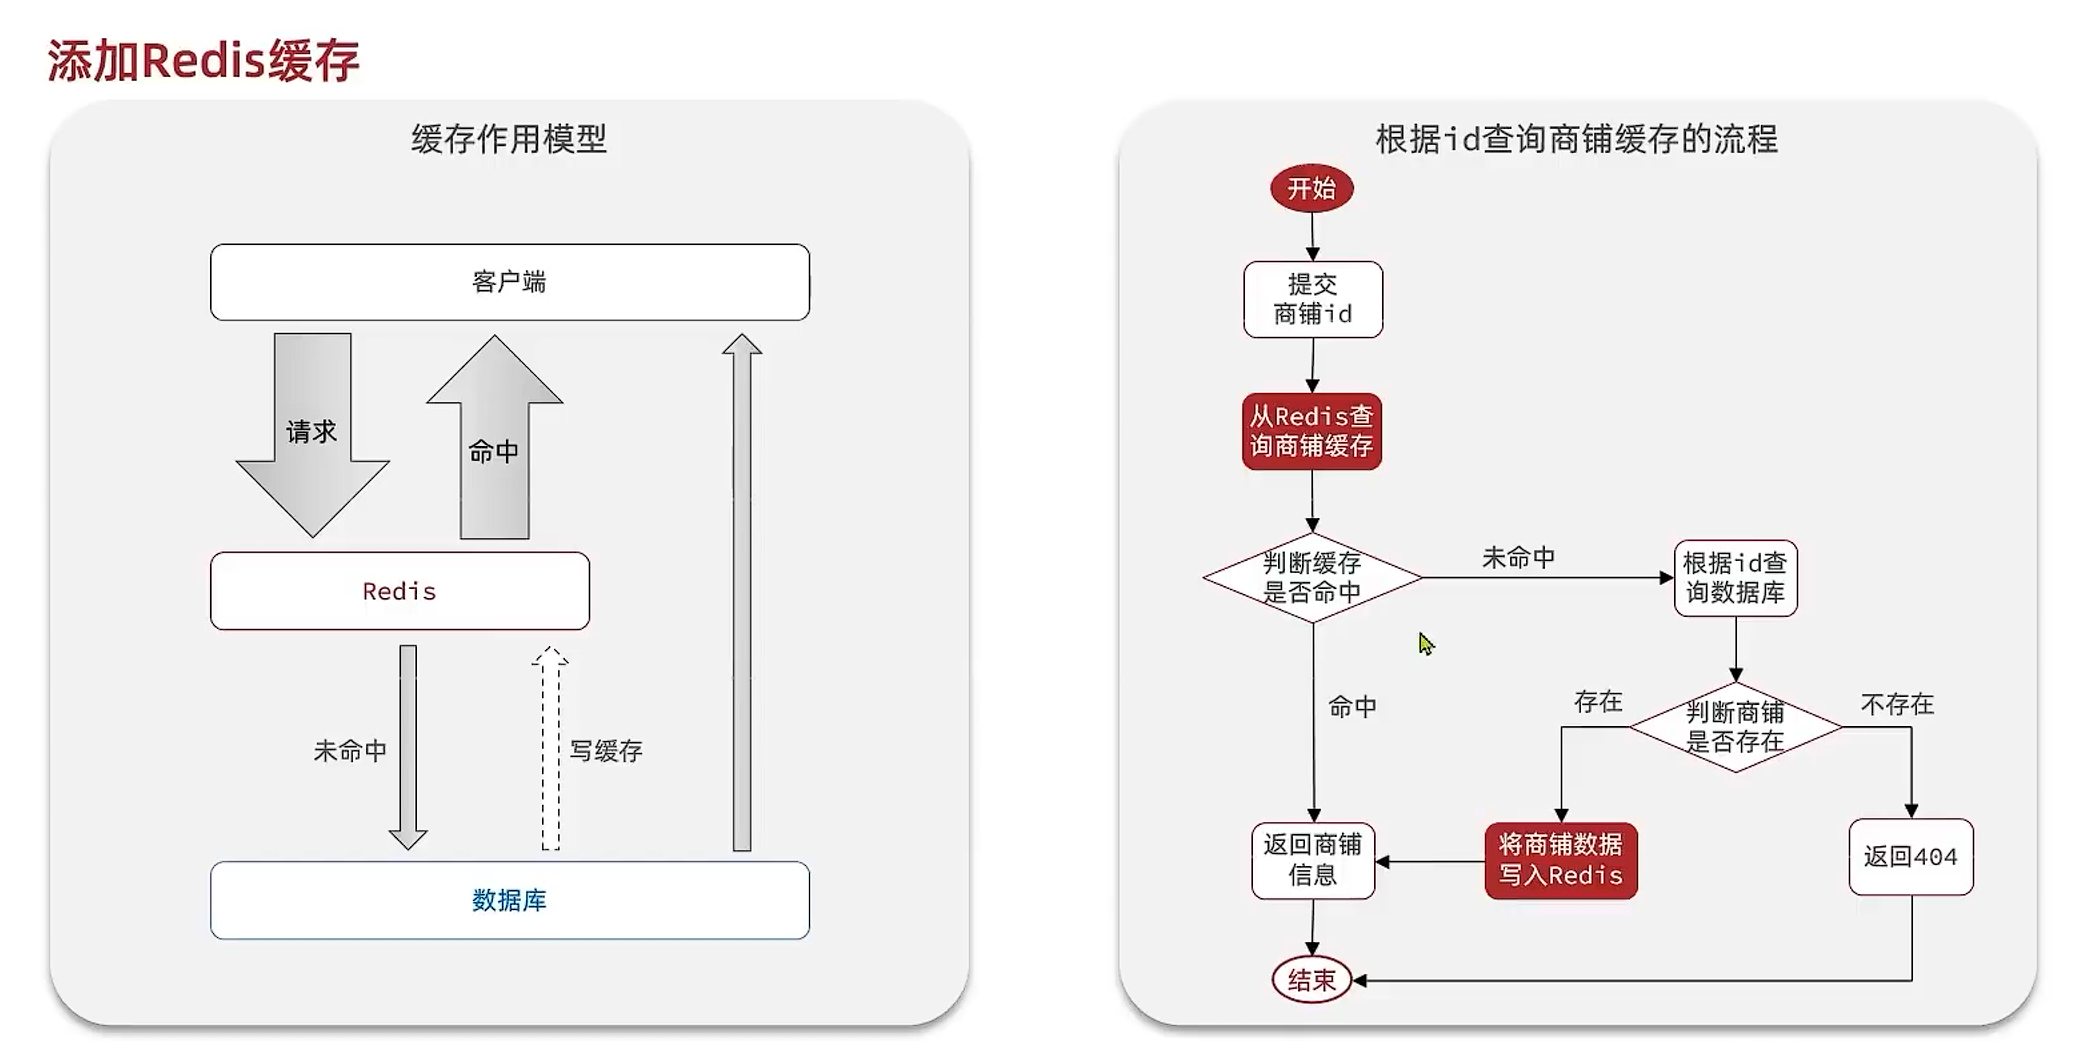 添加Redis缓存
缓存作用模型
客户端
请求
命中
Redis
未命中
写缓存
数据库
根据id查询商铺缓存的流程
开始
提交
商铺id
从Redis查
询商铺缓存
判断缓存
是否命中
未命中
根据id查
询数据库
命中
存在
判断商铺
是否存在
不存在
返回商铺
信息
将商铺数据
写入Redis
返回404
结束